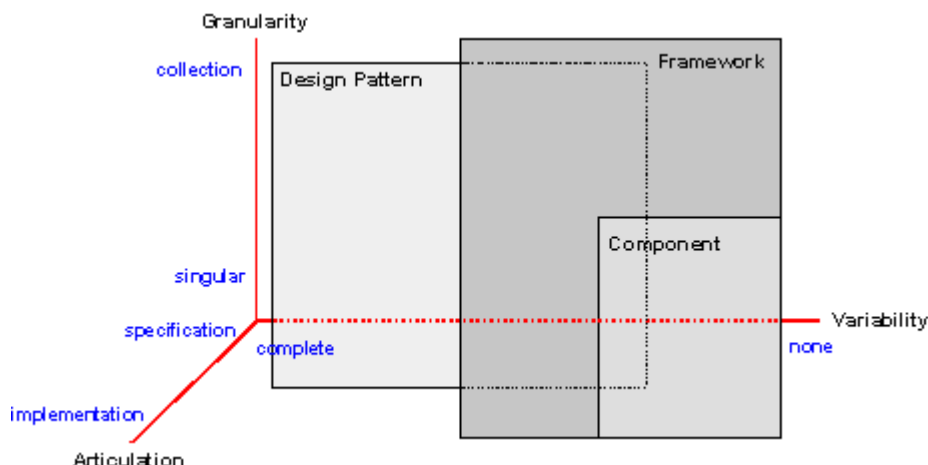 Granularity
collection
Design Pattern
Framework
Component
singular
specification
complete
Variability
none
implementation
Articulation